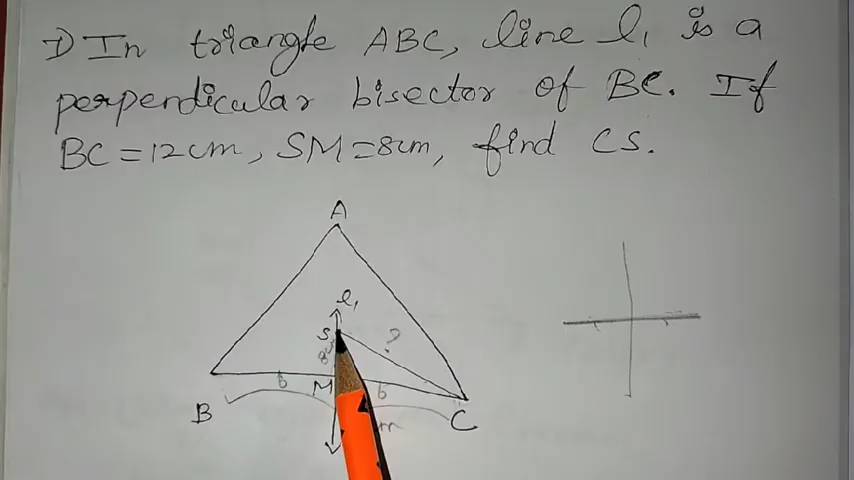 1) In triangle ABC, line l₁ is a
perpendicular bisector of BC. If
BC = 12cm, SM = 8cm, find CS.
A
l₁
S
?
8
B
6
M
6
C
m